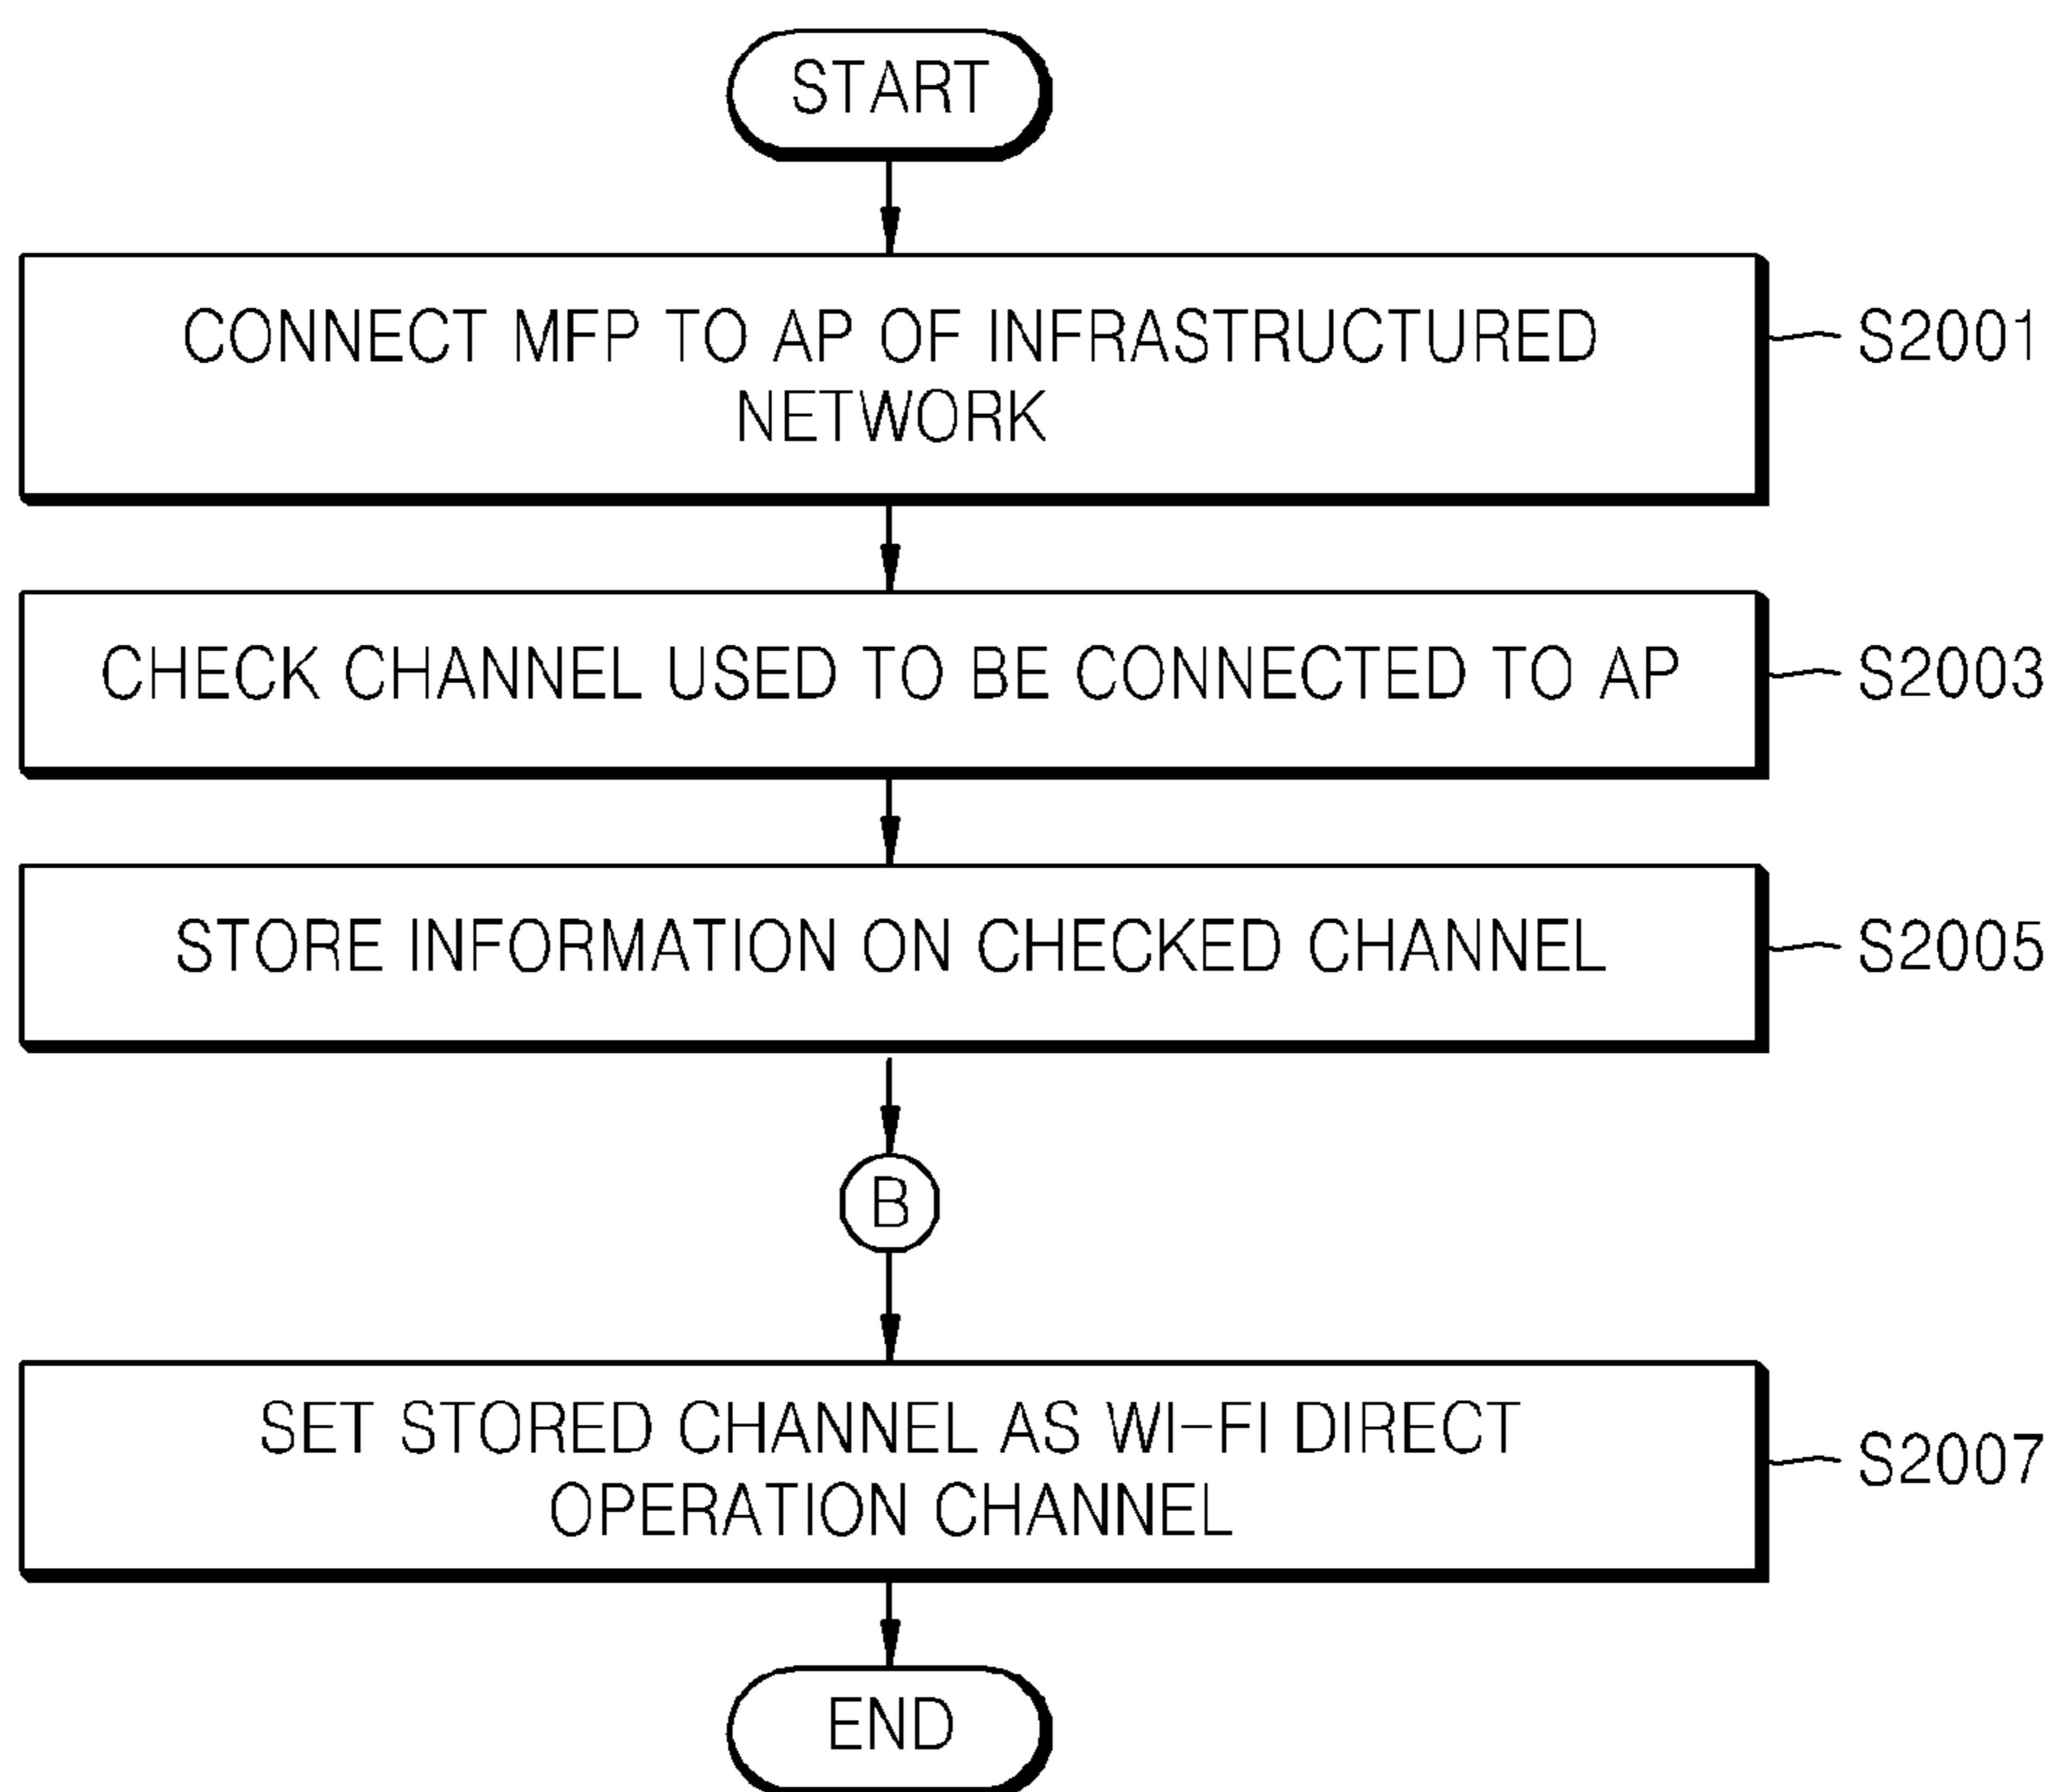 START
CONNECT MFP TO AP OF INFRASTRUCTURED
NETWORK
S2001
CHECK CHANNEL USED TO BE CONNECTED TO AP
S2003
STORE INFORMATION ON CHECKED CHANNEL
S2005
B
SET STORED CHANNEL AS WI-FI DIRECT
OPERATION CHANNEL
S2007
END